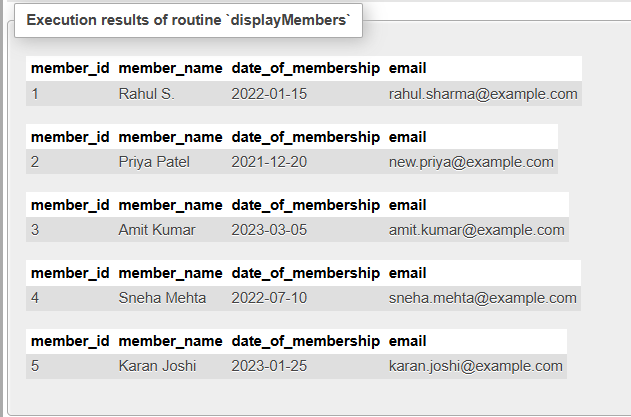 Execution results of routine `displayMembers`
member_id member_name date_of_membership email
1 Rahul S. 2022-01-15 rahul.sharma@example.com
member_id member_name date_of_membership email
2 Priya Patel 2021-12-20 new.priya@example.com
member_id member_name date_of_membership email
3 Amit Kumar 2023-03-05 amit.kumar@example.com
member_id member_name date_of_membership email
4 Sneha Mehta 2022-07-10 sneha.mehta@example.com
member_id member_name date_of_membership email
5 Karan Joshi 2023-01-25 karan.joshi@example.com